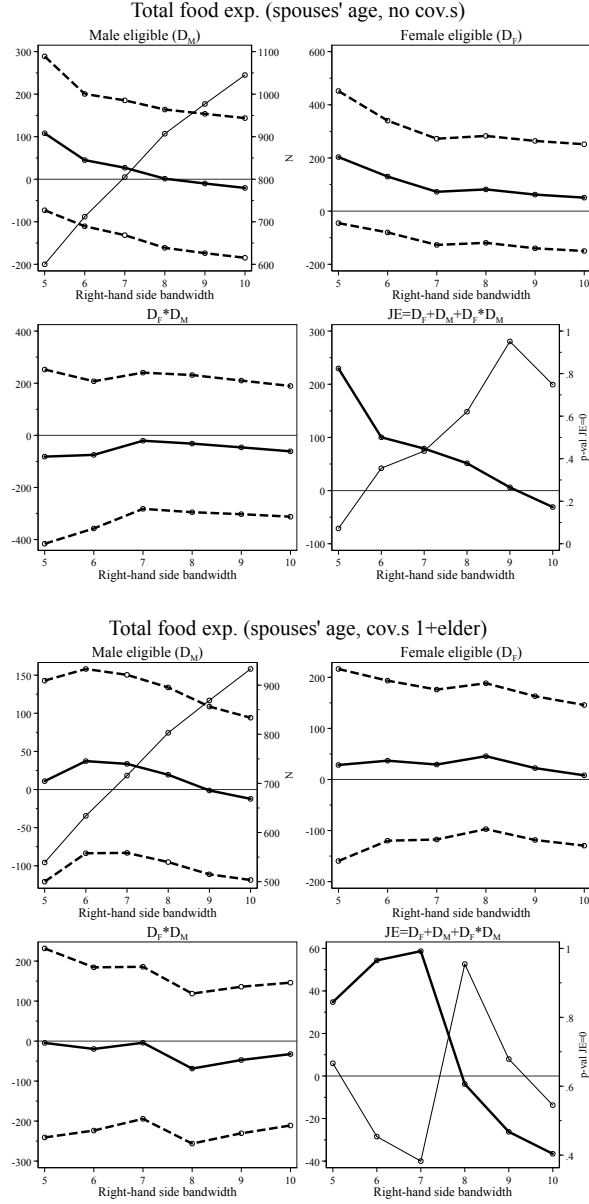 Total food exp. (spouses' age, no cov.s)
Male eligible (D_M)
Female eligible (D_F)
300
200
100
0
-100
-200
1100
1000
900
800
700
600
N
5 6 7 8 9 10
Right-hand side bandwidth
600
400
200
0
-200
5 6 7 8 9 10
Right-hand side bandwidth
D_F*D_M
JE=D_F+D_M+D_F*D_M
400
200
0
-200
-400
5 6 7 8 9 10
Right-hand side bandwidth
300
200
100
0
-100
1
.8
.6
.4
.2
0
p-val JE=0
5 6 7 8 9 10
Right-hand side bandwidth
Total food exp. (spouses' age, cov.s 1+elder)
Male eligible (D_M)
Female eligible (D_F)
150
100
50
0
-50
-100
900
800
700
600
500
N
5 6 7 8 9 10
Right-hand side bandwidth
200
100
0
-100
-200
5 6 7 8 9 10
Right-hand side bandwidth
D_F*D_M
JE=D_F+D_M+D_F*D_M
200
100
0
-100
-200
-300
5 6 7 8 9 10
Right-hand side bandwidth
60
40
20
0
-20
-40
1
.8
.6
.4
p-val JE=0
5 6 7 8 9 10
Right-hand side bandwidth